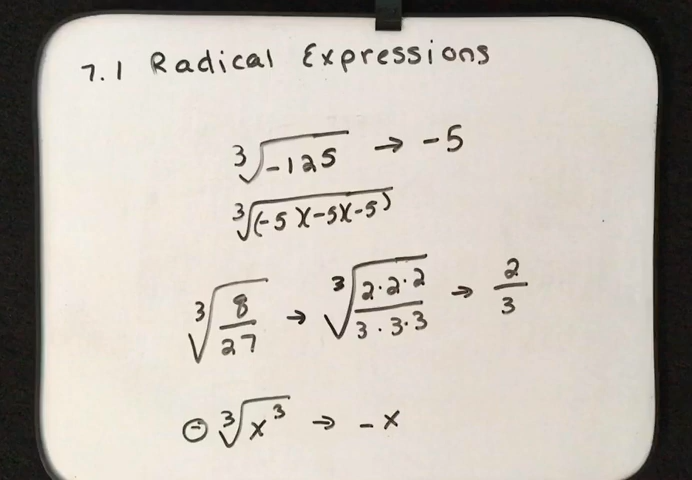 7.1 Radical Expressions
∛-125 → -5
∛(-5)(-5)(-5)
∛8/27 → ∛2·2·2/3·3·3 → 2/3
⊖ ∛x³ → -x